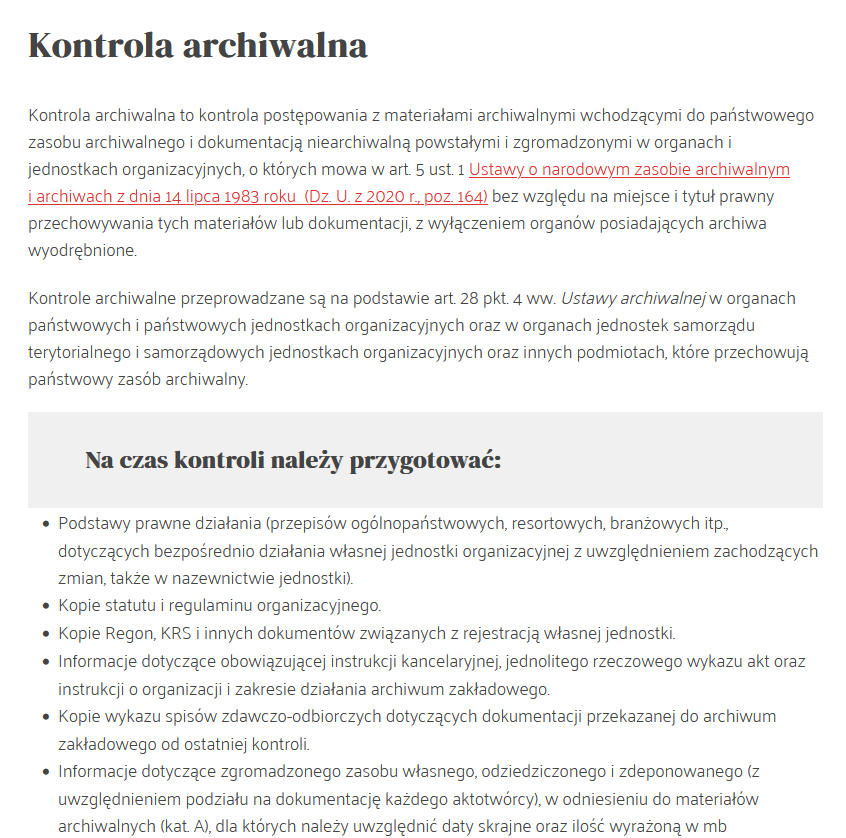 Kontrola archiwalna
Kontrola archiwalna to kontrola postępowania z materiałami archiwalnymi wchodzącymi do państwowego
zasobu archiwalnego i dokumentacją niearchiwalną powstałymi i zgromadzonymi w organach i
jednostkach organizacyjnych, o których mowa w art. 5 ust. 1 Ustawy o narodowym zasobie archiwalnym
i archiwach z dnia 14 lipca 1983 roku (Dz. U. z 2020 r., poz. 164) bez względu na miejsce i tytuł prawny
przechowywania tych materiałów lub dokumentacji, z wyłączeniem organów posiadających archiwa
wyodrębnione.
Kontrole archiwalne przeprowadzane są na podstawie art. 28 pkt. 4 ww. Ustawy archiwalnej w organach
państwowych i państwowych jednostkach organizacyjnych oraz w organach jednostek samorządu
terytorialnego i samorządowych jednostkach organizacyjnych oraz innych podmiotach, które przechowują
państwowy zasób archiwalny.
Na czas kontroli należy przygotować:
• Podstawy prawne działania (przepisów ogólnopaństwowych, resortowych, branżowych itp.,
dotyczących bezpośrednio działania własnej jednostki organizacyjnej z uwzględnieniem zachodzących
zmian, także w nazewnictwie jednostki).
• Kopie statutu i regulaminu organizacyjnego.
• Kopie Regon, KRS i innych dokumentów związanych z rejestracją własnej jednostki.
• Informacje dotyczące obowiązującej instrukcji kancelaryjnej, jednolitego rzeczowego wykazu akt oraz
instrukcji o organizacji i zakresie działania archiwum zakładowego.
• Kopie wykazu spisów zdawczo-odbiorczych dotyczących dokumentacji przekazanej do archiwum
zakładowego od ostatniej kontroli.
• Informacje dotyczące zgromadzonego zasobu własnego, odziedziczonego i zdeponowanego (z
uwzględnieniem podziału na dokumentację każdego aktotwórcy), w odniesieniu do materiałów
archiwalnych (kat. A), dla których należy uwzględnić daty skrajne oraz ilość wyrażoną w mb